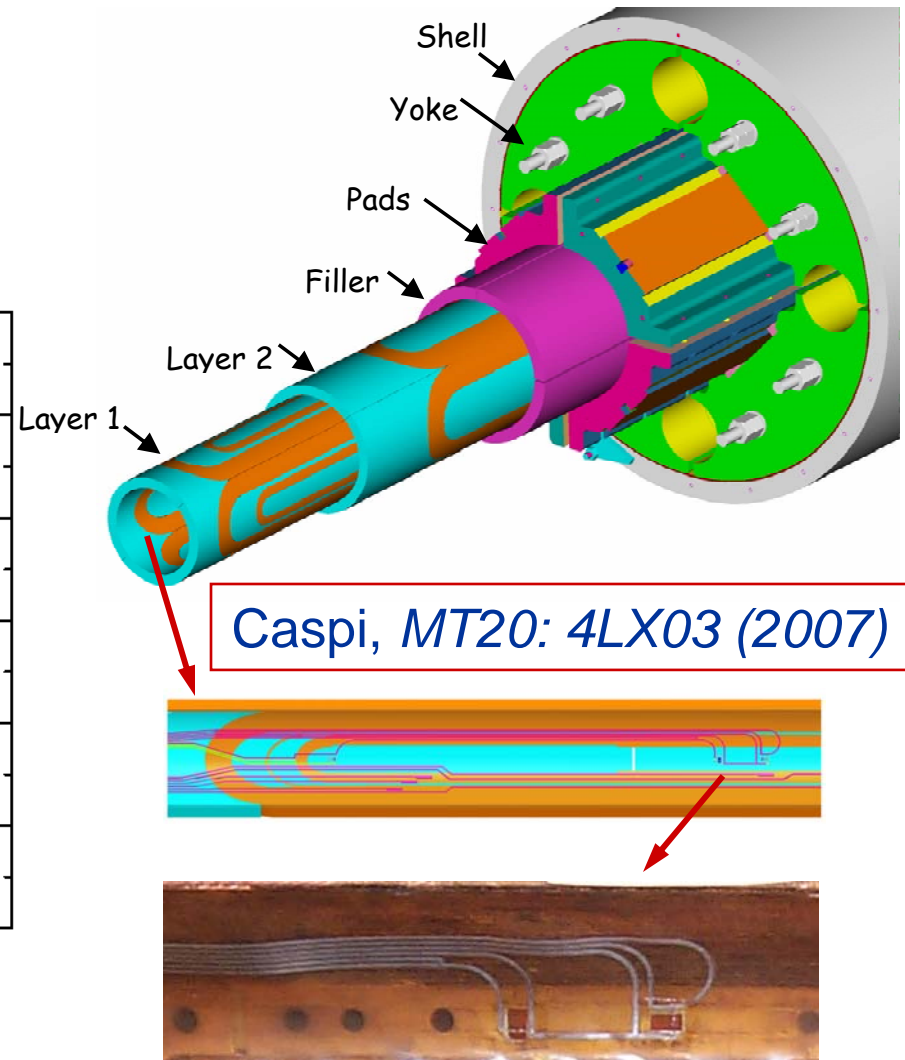 Shell
Yoke
Pads
Filler
Layer 2
Layer 1
Caspi, MT20: 4LX03 (2007)